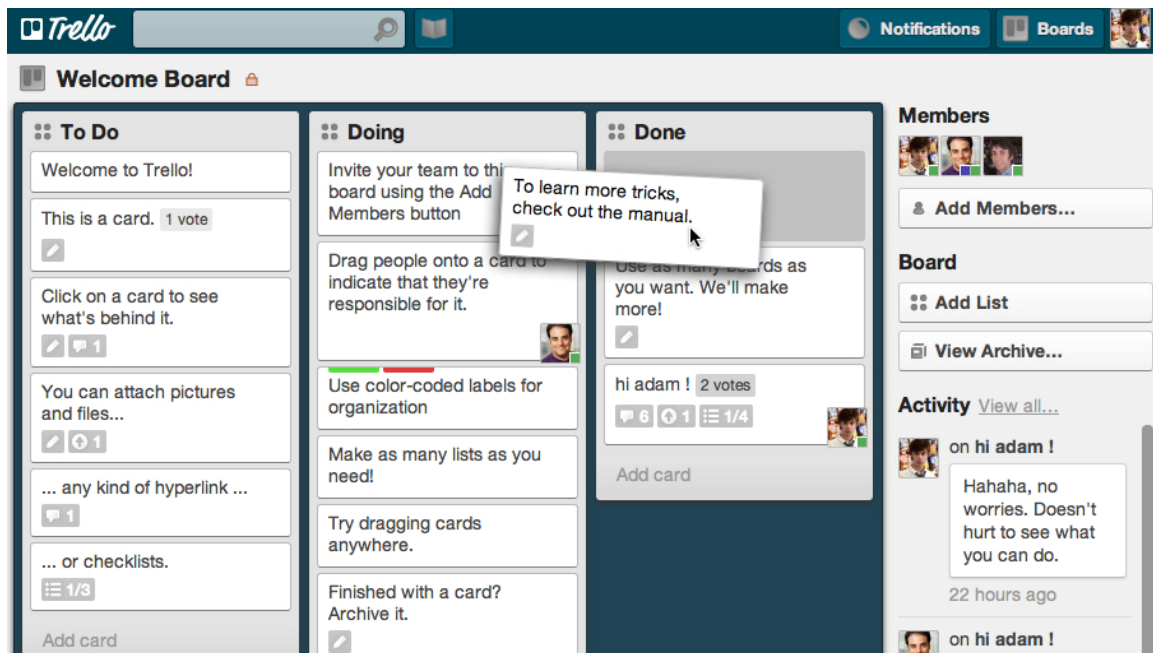 Trello
Notifications
Boards
Welcome Board
To Do
Welcome to Trello!
This is a card. 1 vote
Click on a card to see
what's behind it.
1
You can attach pictures
and files...
1
... any kind of hyperlink ...
1
... or checklists.
1/3
Add card
Doing
Invite your team to this
board using the Add
Members button
Drag people onto a card to
indicate that they're
responsible for it.
Use color-coded labels for
organization
Make as many lists as you
need!
Try dragging cards
anywhere.
Finished with a card?
Archive it.
To learn more tricks,
check out the manual.
Done
Use as many boards as
you want. We'll make
more!
hi adam ! 2 votes
6 1 1/4
Add card
Members
Add Members...
Board
Add List
View Archive...
Activity View all...
on hi adam !
Hahaha, no
worries. Doesn't
hurt to see what
you can do.
22 hours ago
on hi adam !